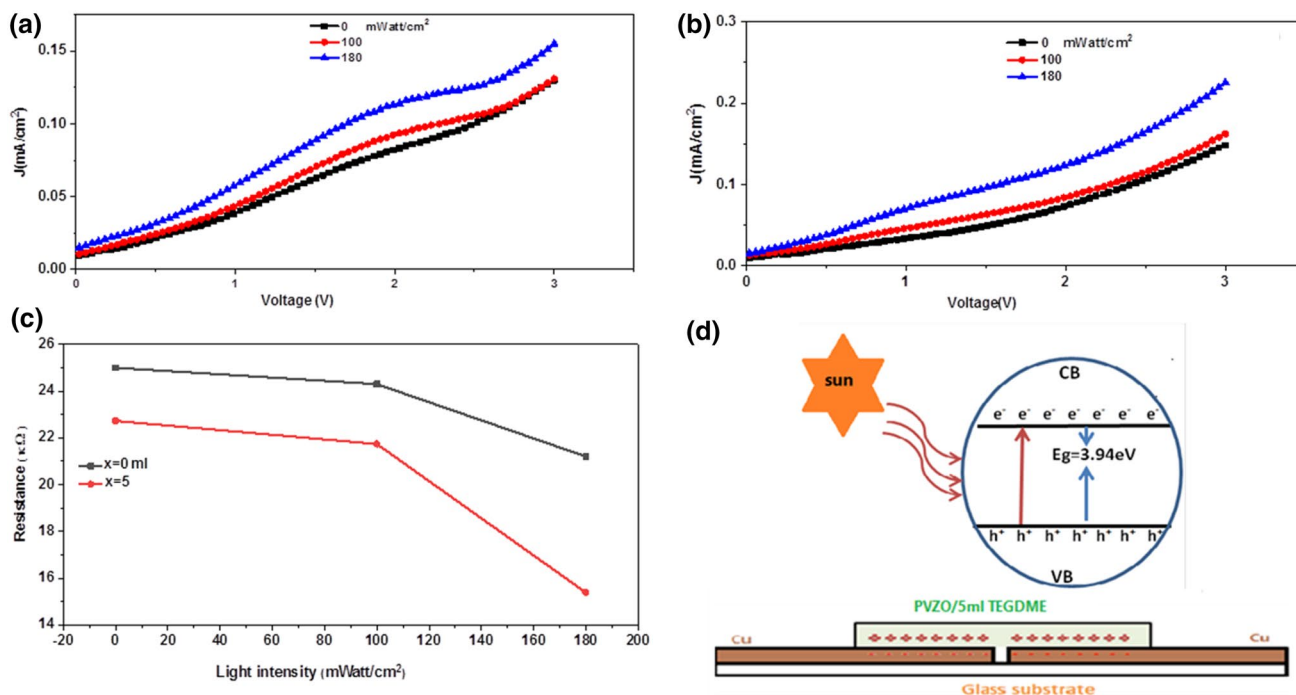 (a)
0 mWatt/cm²
100
180
0.15
0.10
0.05
0.00
J(mA/cm²)
0 1 2 3
Voltage (V)
(b)
0 mWatt/cm²
100
180
0.3
0.2
0.1
0.0
J(mA/cm²)
0 1 2 3
Voltage(V)
(c)
26
24
22
20
18
16
14
Resistance (κΩ)
x=0 ml
x=5
-20 0 20 40 60 80 100 120 140 160 180 200
Light intensity (mWatt/cm²)
(d)
sun
CB
e⁻ e⁻ e⁻ e⁻ e⁻ e⁻ e⁻
Eg=3.94eV
h⁺ h⁺ h⁺ h⁺ h⁺ h⁺ h⁺
VB
PVZO/5ml TEGDME
Cu Cu
Glass substrate